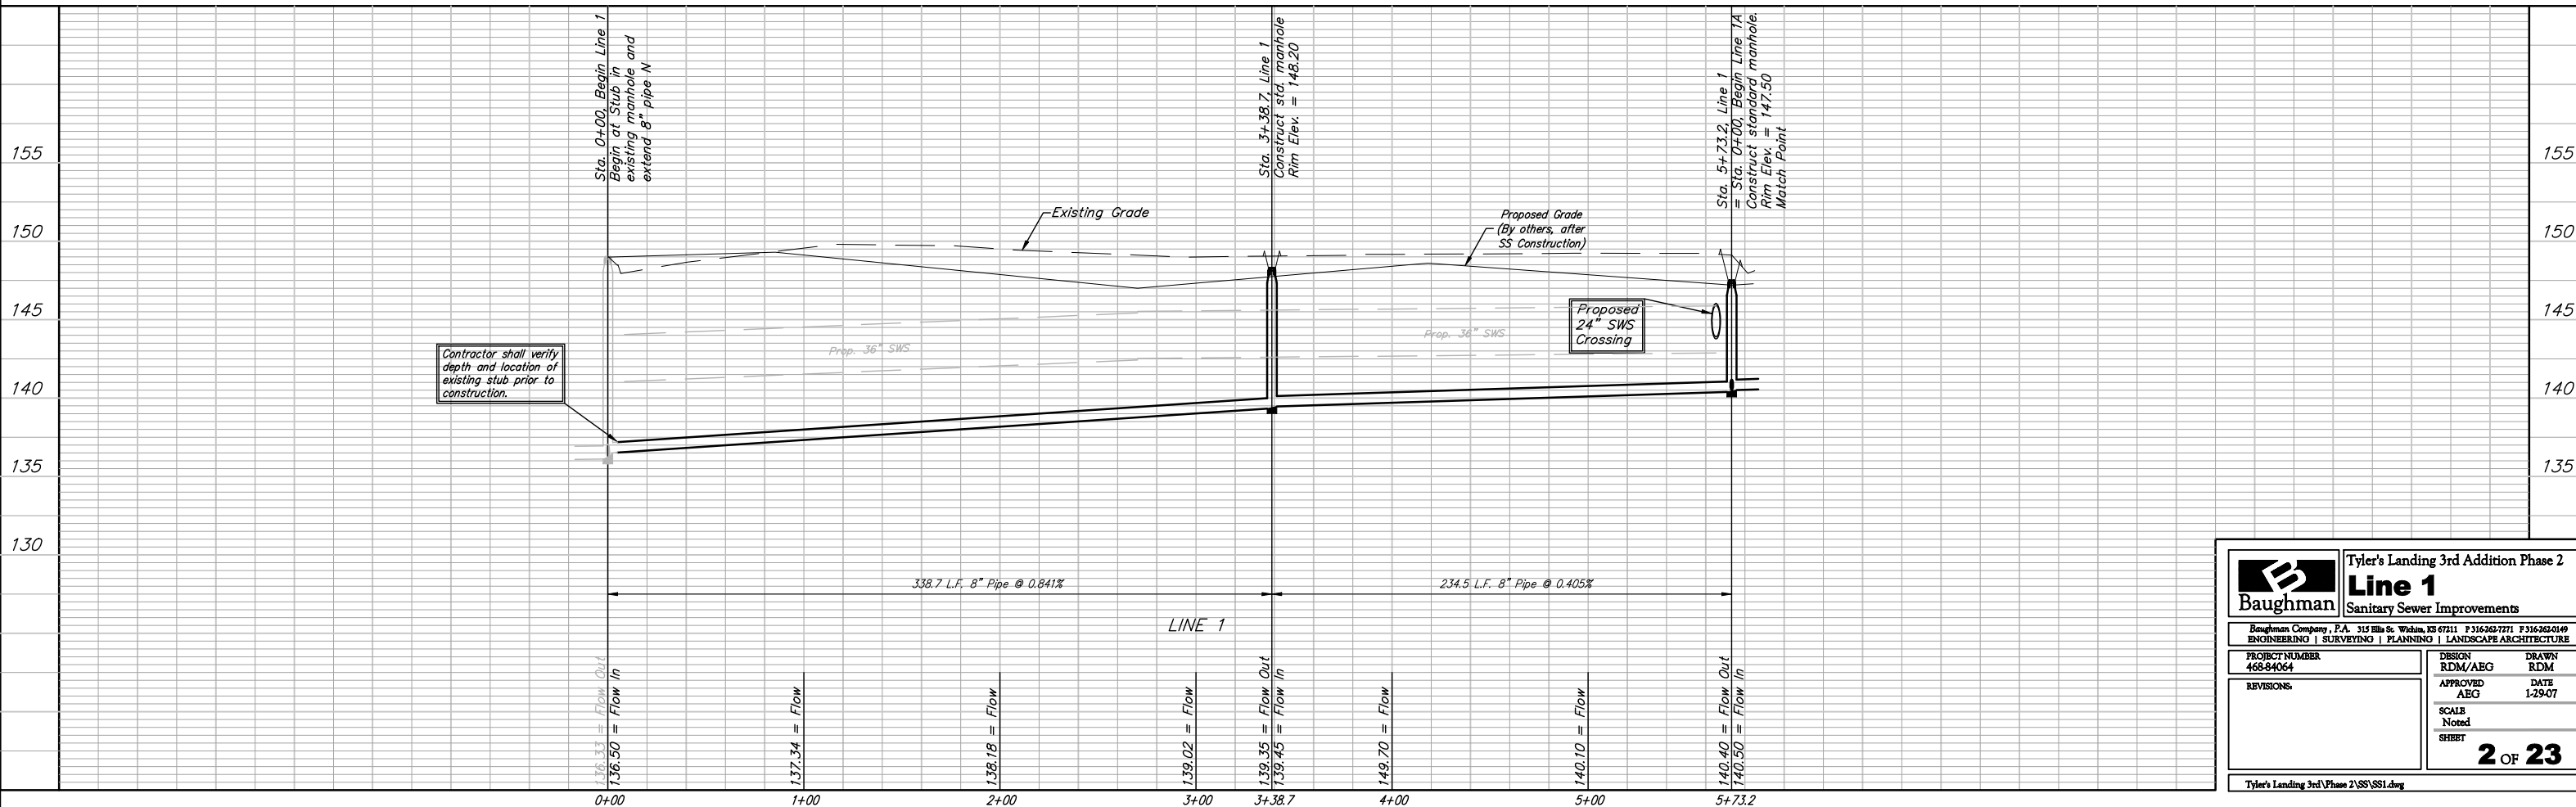 Sta. 0+00, Begin Line 1
Begin at Stub in
existing manhole and
extend 8" pipe N
Sta. 3+38.7, Line 1
Construct std. manhole
Rim Elev. = 148.20
Sta. 5+73.2, Line 1
= Sta. 0+00, Begin Line 1A
Construct standard manhole.
Rim Elev. = 147.50
Match Point
155
155
150
150
145
145
140
140
135
135
130
Existing Grade
Proposed Grade
(By others, after
SS Construction)
Proposed
24" SWS
Crossing
Prop. 36" SWS
Prop. 36" SWS
Contractor shall verify
depth and location of
existing stub prior to
construction.
338.7 L.F. 8" Pipe @ 0.841%
234.5 L.F. 8" Pipe @ 0.405%
LINE 1
136.33 = Flow Out
136.50 = Flow In
137.34 = Flow
138.18 = Flow
139.02 = Flow
139.35 = Flow Out
139.45 = Flow In
149.70 = Flow
140.10 = Flow
140.40 = Flow Out
140.50 = Flow In
0+00
1+00
2+00
3+00
3+38.7
4+00
5+00
5+73.2
B
Baughman
Tyler's Landing 3rd Addition Phase 2
Line 1
Sanitary Sewer Improvements
Baughman Company, P.A. 315 Ellis St. Wichita, KS 67211 P 316-262-7271 F 316-262-0149
ENGINEERING | SURVEYING | PLANNING | LANDSCAPE ARCHITECTURE
PROJECT NUMBER
468-84064
REVISIONS:
DESIGN
RDM/AEG
DRAWN
RDM
APPROVED
AEG
DATE
1-29-07
SCALE
Noted
SHEET
2 OF 23
Tyler's Landing 3rd\Phase 2\SS\SS1.dwg